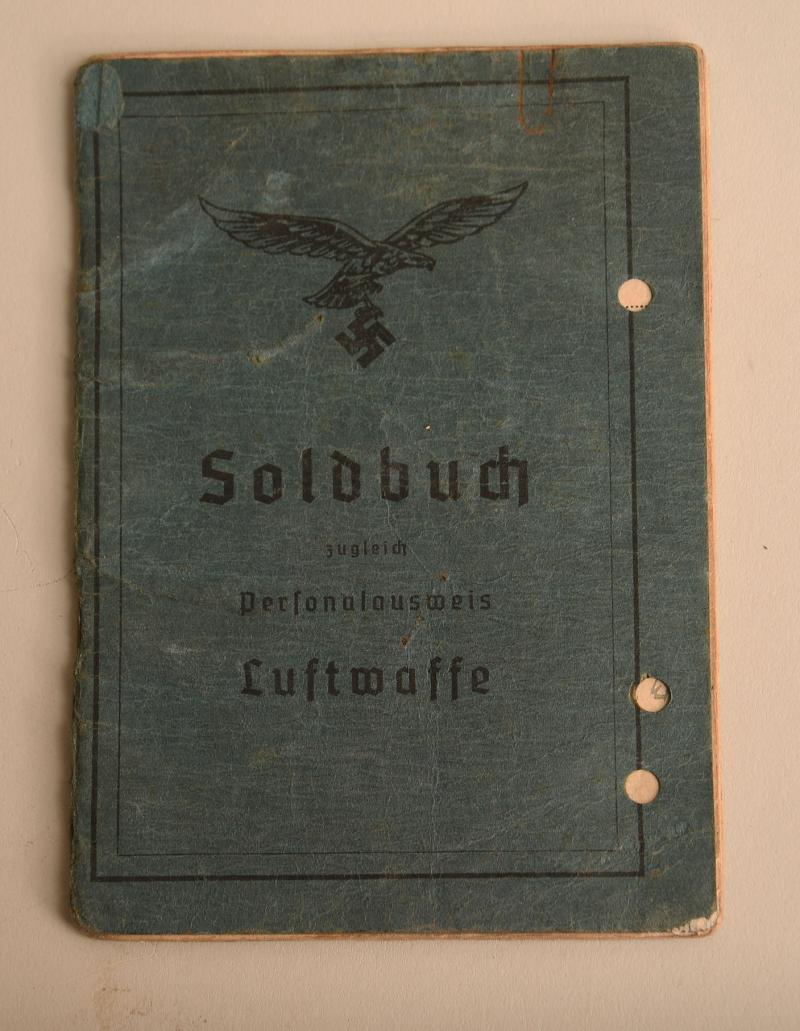 Soldbuch
zugleich
Perſonalausweis
Luftwaffe